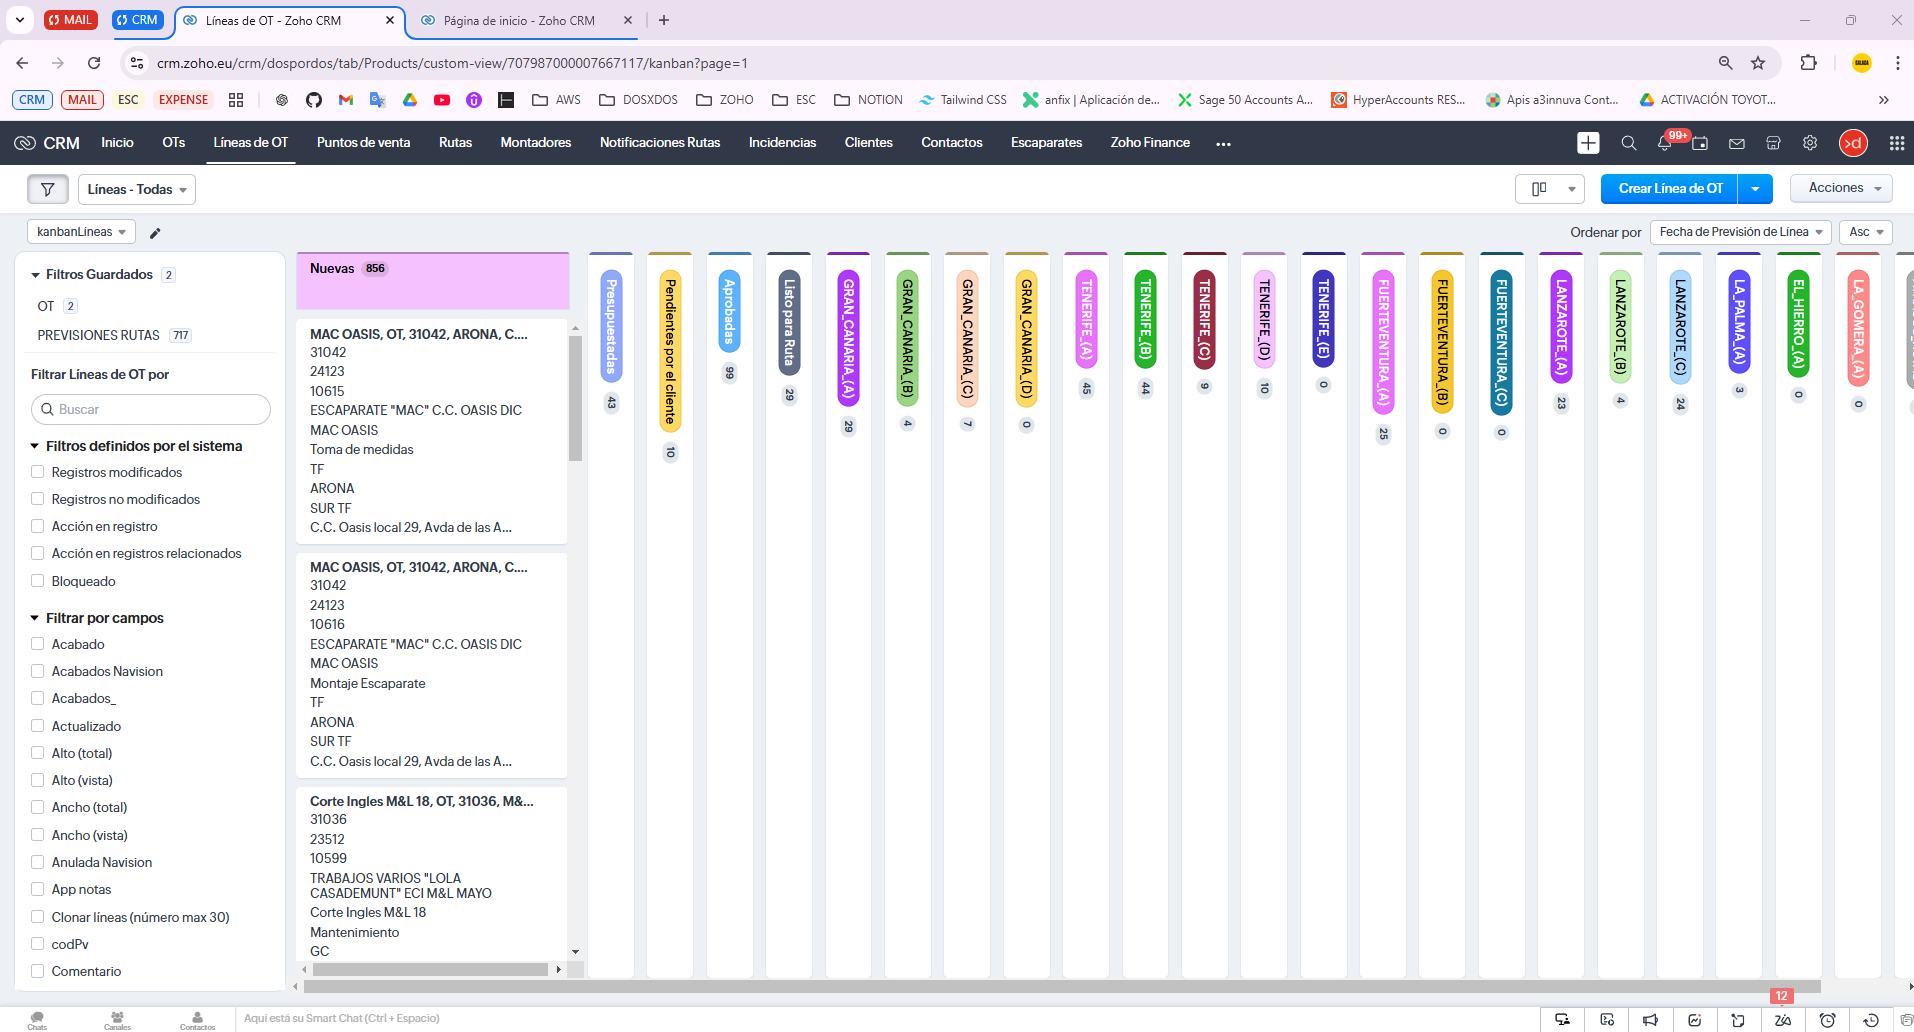 MAIL
CRM
Líneas de OT - Zoho CRM
Página de inicio - Zoho CRM
crm.zoho.eu/crm/dospordos/tab/Products/custom-view/707987000007667117/kanban?page=1
CRM
MAIL
ESC
EXPENSE
AWS
DOSXDOS
ZOHO
ESC
NOTION
Tailwind CSS
anfix | Aplicación de...
Sage 50 Accounts A...
HyperAccounts RES...
Apis a3innuva Cont...
ACTIVACIÓN TOYOT...
CRM
Inicio
OTs
Líneas de OT
Puntos de venta
Rutas
Montadores
Notificaciones Rutas
Incidencias
Clientes
Contactos
Escaparates
Zoho Finance
99+
Líneas - Todas
Crear Línea de OT
Acciones
kanbanLíneas
Ordenar por
Fecha de Previsión de Línea
Asc
Filtros Guardados 2
OT 2
PREVISIONES RUTAS 717
Filtrar Líneas de OT por
Buscar
Filtros definidos por el sistema
Registros modificados
Registros no modificados
Acción en registro
Acción en registros relacionados
Bloqueado
Filtrar por campos
Acabado
Acabados Navision
Acabados_
Actualizado
Alto (total)
Alto (vista)
Ancho (total)
Ancho (vista)
Anulada Navision
App notas
Clonar líneas (número max 30)
codPv
Comentario
Nuevas 856
MAC OASIS, OT, 31042, ARONA, C....
31042
24123
10615
ESCAPARATE "MAC" C.C. OASIS DIC
MAC OASIS
Toma de medidas
TF
ARONA
SUR TF
C.C. Oasis local 29, Avda de las A...
MAC OASIS, OT, 31042, ARONA, C....
31042
24123
10616
ESCAPARATE "MAC" C.C. OASIS DIC
MAC OASIS
Montaje Escaparate
TF
ARONA
SUR TF
C.C. Oasis local 29, Avda de las A...
Corte Ingles M&L 18, OT, 31036, M&...
31036
23512
10599
TRABAJOS VARIOS "LOLA
CASADEMUNT" ECI M&L MAYO
Corte Ingles M&L 18
Mantenimiento
GC
Presupuestadas 43
Pendientes por el cliente 10
Aprobadas 99
Listo para Ruta 29
GRAN_CANARIA_(A) 29
GRAN_CANARIA_(B) 4
GRAN_CANARIA_(C) 7
GRAN_CANARIA_(D) 0
TENERIFE_(A) 45
TENERIFE_(B) 44
TENERIFE_(C) 9
TENERIFE_(D) 10
TENERIFE_(E) 0
FUERTEVENTURA_(A) 25
FUERTEVENTURA_(B) 0
FUERTEVENTURA_(C) 0
LANZAROTE_(A) 23
LANZAROTE_(B) 4
LANZAROTE_(C) 24
LA_PALMA_(A) 3
EL_HIERRO_(A) 0
LA_GOMERA_(A) 0
12
Chats
Canales
Contactos
Aquí está su Smart Chat (Ctrl + Espacio)